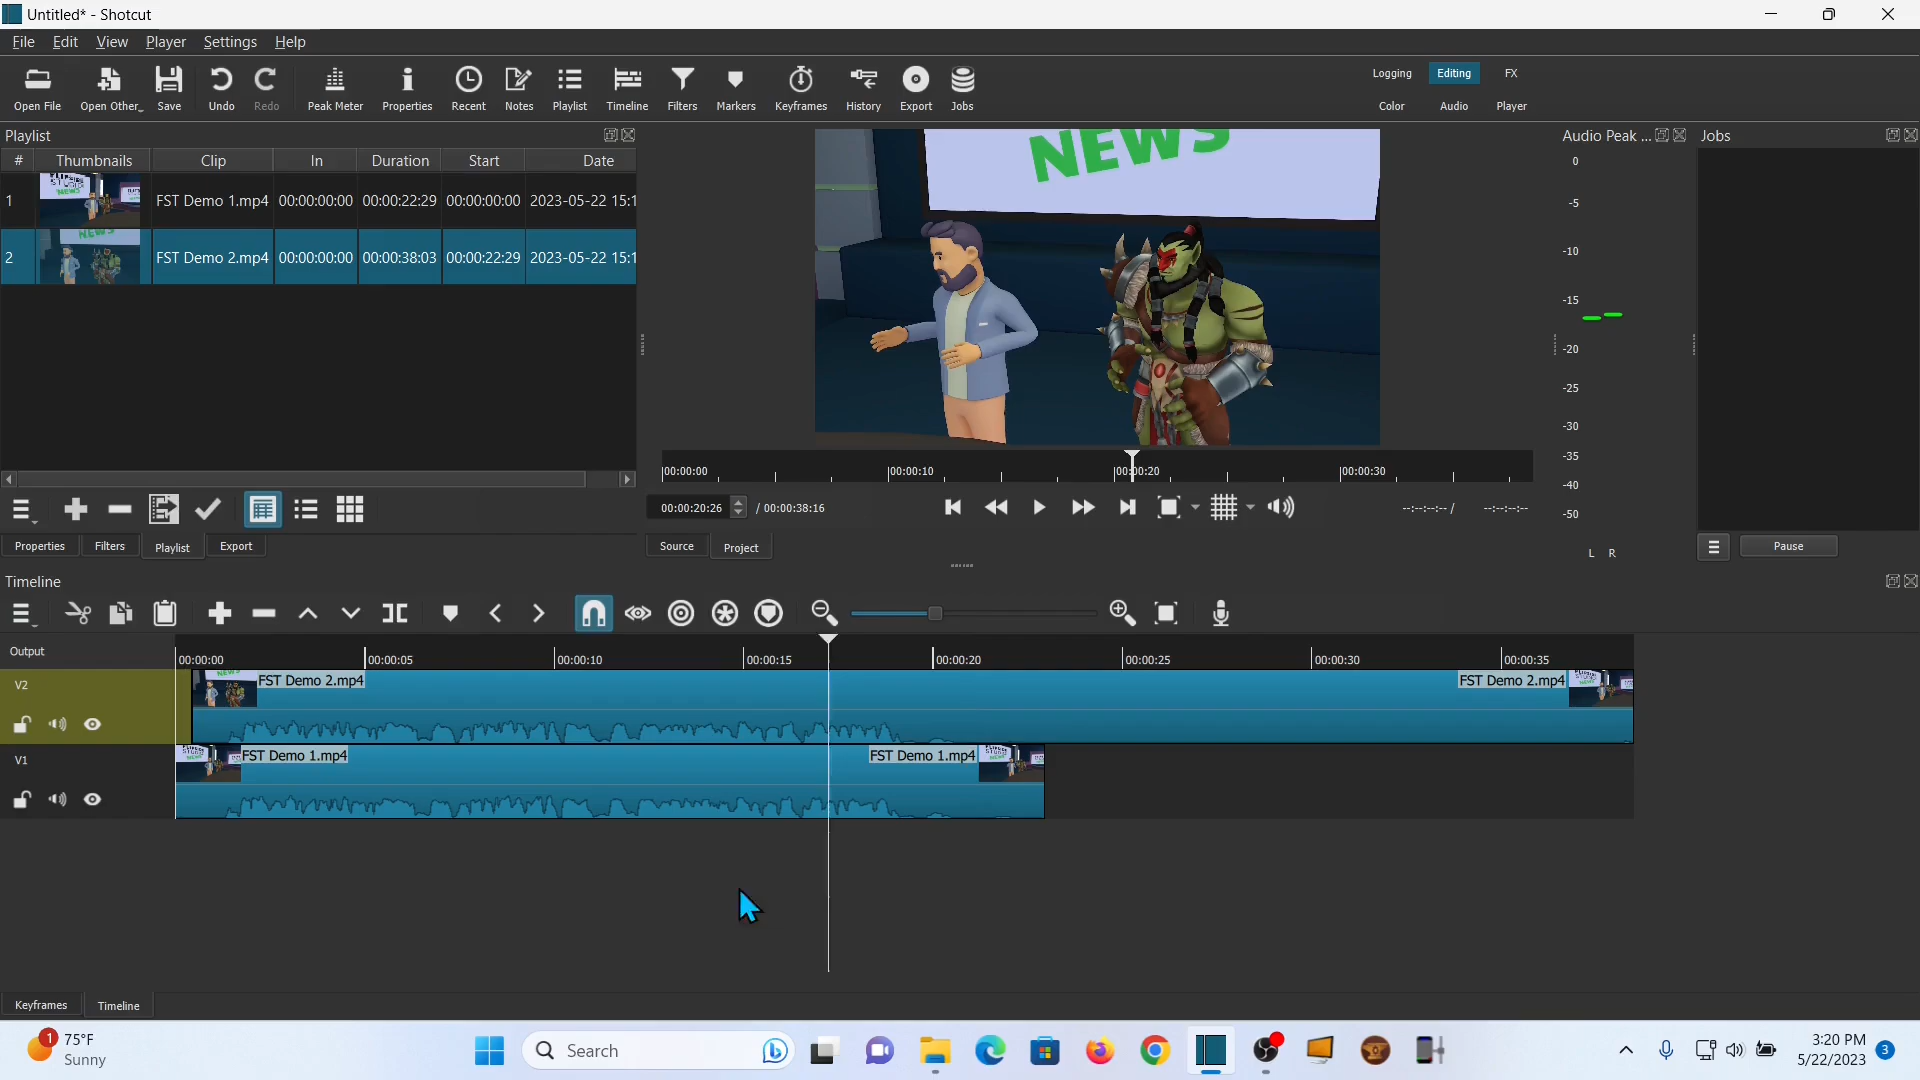 Untitled* - Shotcut
File Edit View Player Settings Help
Open File Open Other... Save Undo Redo Peak Meter Properties Recent Notes Playlist Timeline Filters Markers Keyframes History Export Jobs
Logging Editing FX
Color Audio Player
Playlist
# Thumbnails Clip In Duration Start Date
1 FST Demo 1.mp4 00:00:00:00 00:00:22:29 00:00:00:00 2023-05-22 15:1
2 FST Demo 2.mp4 00:00:00:00 00:00:38:03 00:00:22:29 2023-05-22 15:1
NEWS
00:00:00 00:00:10 00:00:20 00:00:30
00:00:20:26 / 00:00:38:16 --:--:--:-- / --:--:--:--
Properties Filters Playlist Export
Source Project
Audio Peak ...
0
-5
-10
-15
-20
-25
-30
-35
-40
-50
L R
Jobs
Pause
Timeline
Output
00:00:00 00:00:05 00:00:10 00:00:15 00:00:20 00:00:25 00:00:30 00:00:35
V2
FST Demo 2.mp4 FST Demo 2.mp4
V1
FST Demo 1.mp4 FST Demo 1.mp4
Keyframes Timeline
1 75°F
Sunny
Search
3:20 PM
5/22/2023 3